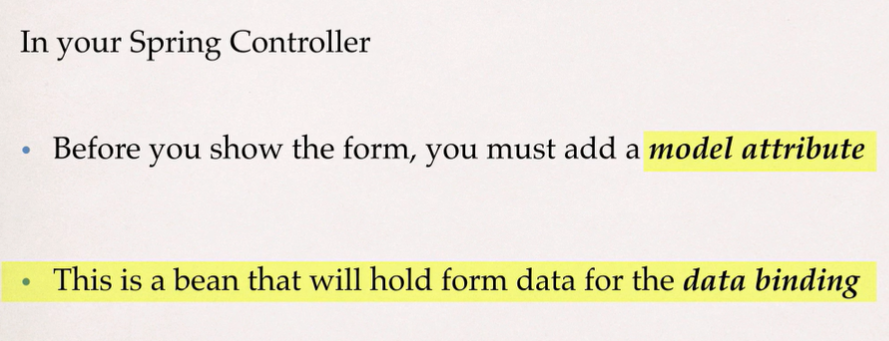 In your Spring Controller
• Before you show the form, you must add a model attribute
• This is a bean that will hold form data for the data binding